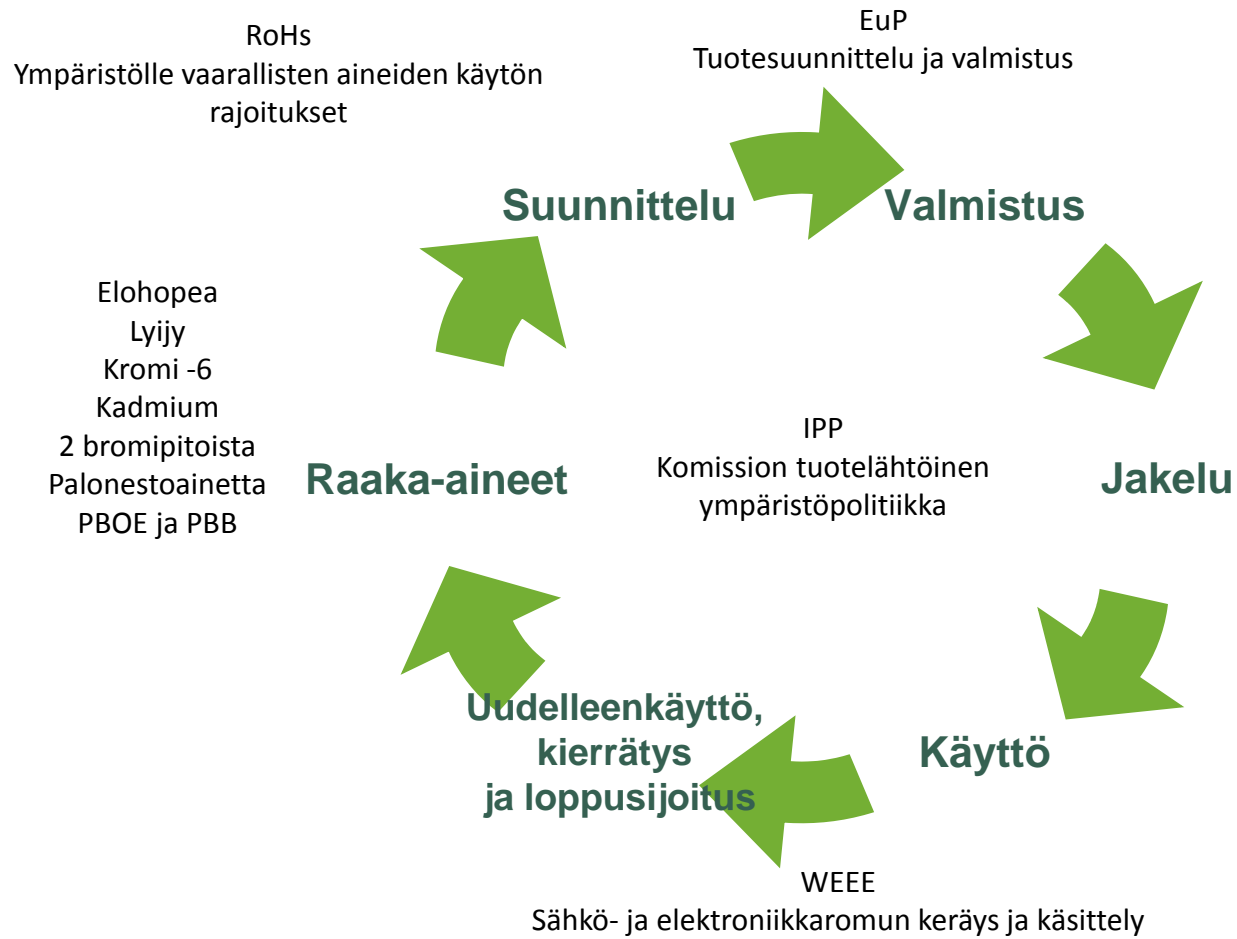 RoHs
Ympäristölle vaarallisten aineiden käytön
rajoitukset
EuP
Tuotesuunnittelu ja valmistus
Suunnittelu
Valmistus
Elohopea
Lyijy
Kromi -6
Kadmium
2 bromipitoista
Palonestoainetta
PBOE ja PBB
Raaka-aineet
IPP
Komission tuotelähtöinen
ympäristöpolitiikka
Jakelu
Uudelleenkäyttö,
kierrätys
ja loppusijoitus
Käyttö
WEEE
Sähkö- ja elektroniikkaromun keräys ja käsittely